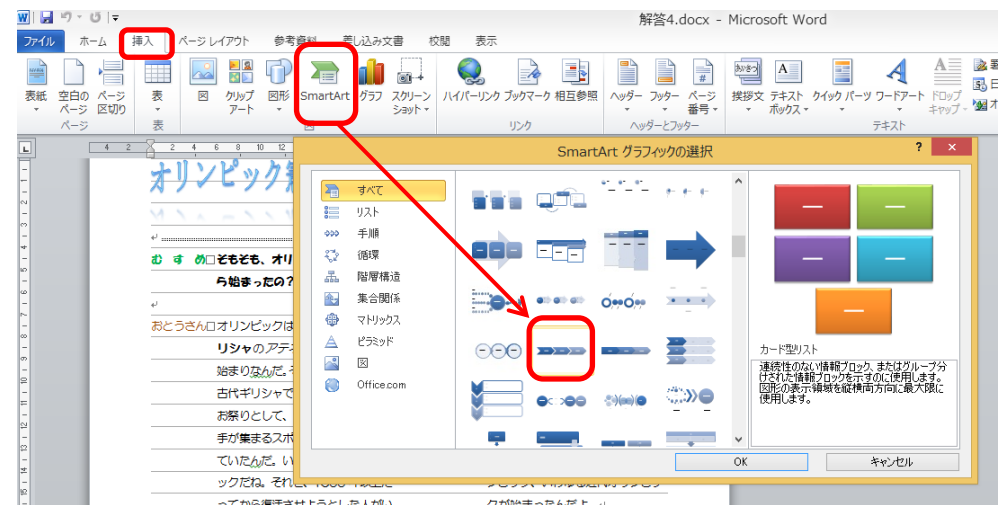 解答4.docx - Microsoft Word
ファイル ホーム 挿入 ページ レイアウト 参考資料 差し込み文書 校閲 表示
表紙 空白の ページ 表 図 クリップ 図形 SmartArt グラフ スクリーン ハイパーリンク ブックマーク 相互参照 ヘッダー フッター ページ 挨拶文 テキスト クイック パーツ ワードアート ドロップ
ページ 区切り アート ショット 番号 ボックス キャップ
ページ 表 図 リンク ヘッダーとフッター テキスト
4 2 2 4 6 8 10 12
SmartArt グラフィックの選択
? ×
オリンピック
すべて
リスト
手順
循環
階層構造
集合関係
マトリックス
ピラミッド
図
Office.com
カード型リスト
連続性のない情報ブロック、またはグループ分
けされた情報ブロックを示すのに使用します。
図形の表示領域を縦横両方向に最大限に
使用します。
OK キャンセル
む す め□そもそも、オリ
ら始まったの?
おとうさん□オリンピックは
リシャのアテ
始まりなんだ。
古代ギリシャで
お祭りとして、
手が集まるスポ
ていたんだ。い
ックだね。それ